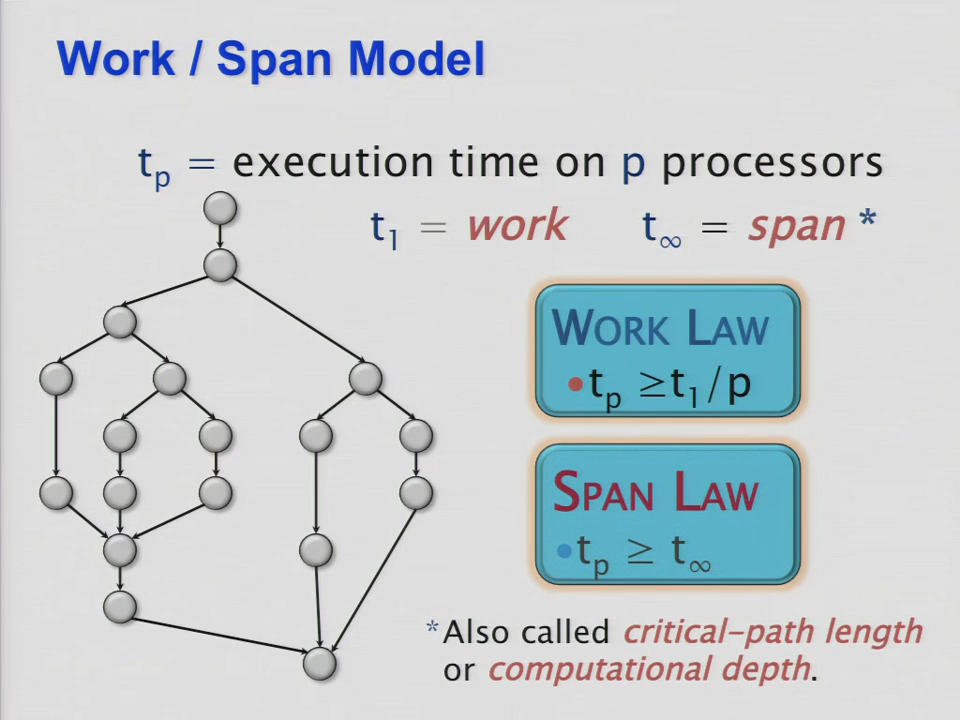 Work / Span Model
tp = execution time on p processors
t1 = work t∞ = span *
WORK LAW
•tp ≥t1/p
SPAN LAW
•tp ≥ t∞
*Also called critical-path length
or computational depth.